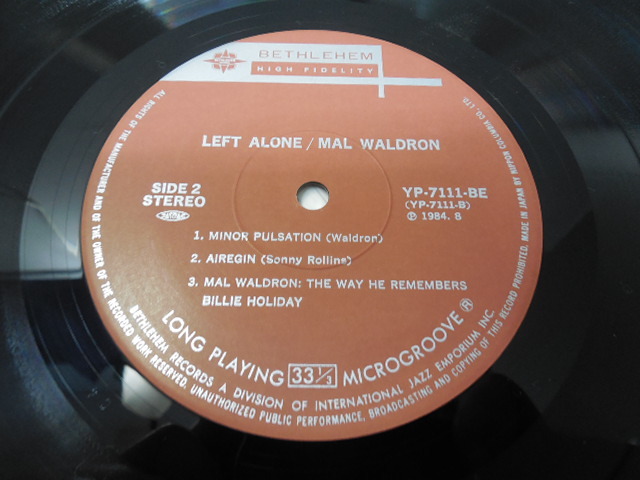 BETHLEHEM
HIGH FIDELITY
LEFT ALONE / MAL WALDRON
SIDE 2
STEREO
YP-7111-BE
(YP-7111-B)
Ⓟ 1984. 8
1. MINOR PULSATION (Waldron)
2. AIREGIN (Sonny Rollins)
3. MAL WALDRON: THE WAY HE REMEMBERS
BILLIE HOLIDAY
LONG PLAYING 33 1/3 MICROGROOVE ®
BETHLEHEM RECORDS A DIVISION OF INTERNATIONAL JAZZ EMPORIUM INC.
ALL RIGHTS OF THE MANUFACTURER AND OF THE OWNER OF THE RECORDED WORK RESERVED. UNAUTHORIZED PUBLIC PERFORMANCE, BROADCASTING AND COPYING OF THIS RECORD PROHIBITED. MADE IN JAPAN BY NIPPON COLUMBIA CO., LTD.